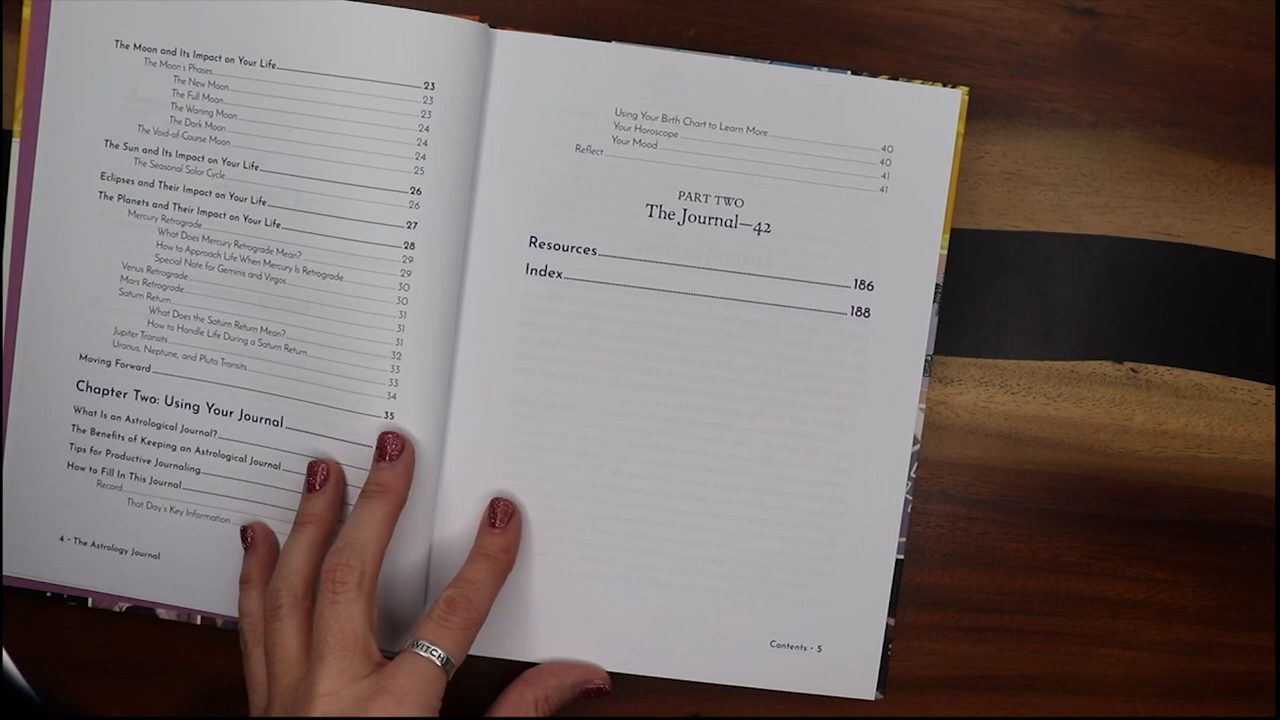 The Moon and Its Impact on Your Life 23
The Moon's Phases 23
The New Moon 23
The Full Moon 24
The Waning Moon 24
The Dark Moon 24
The Void-of-Course Moon 25
The Sun and Its Impact on Your Life 26
The Seasonal Solar Cycle 26
Eclipses and Their Impact on Your Life 27
The Planets and Their Impact on Your Life 28
Mercury Retrograde 29
What Does Mercury Retrograde Mean? 29
How to Approach Life When Mercury Is Retrograde 30
Special Note for Geminis and Virgos 30
Venus Retrograde 31
Mars Retrograde 31
Saturn Return 31
What Does the Saturn Return Mean? 32
How to Handle Life During a Saturn Return 33
Jupiter Transits 33
Uranus, Neptune, and Pluto Transits 34
Moving Forward 35
Chapter Two: Using Your Journal
What Is an Astrological Journal?
The Benefits of Keeping an Astrological Journal
Tips for Productive Journaling
How to Fill In This Journal
Record
That Day's Key Information
4 • The Astrology Journal
Using Your Birth Chart to Learn More 40
Your Horoscope 40
Your Mood 41
Reflect 41
PART TWO
The Journal—42
Resources 186
Index 188
Contents • 5
WITCH